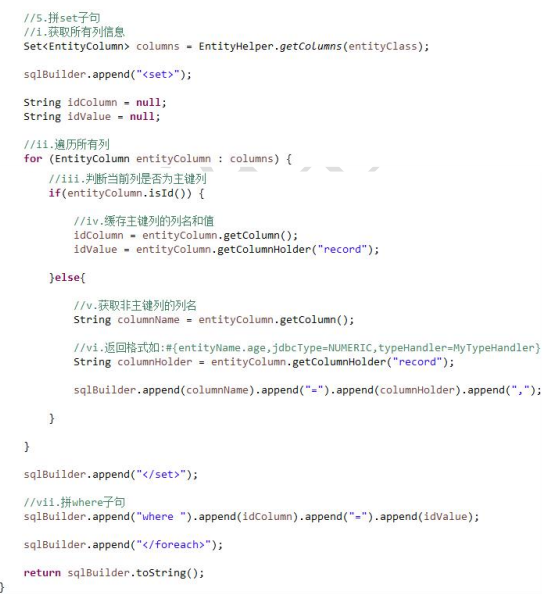 //5.拼set子句
//i.获取所有列信息
Set<EntityColumn> columns = EntityHelper.getColumns(entityClass);
sqlBuilder.append("<set>");
String idColumn = null;
String idValue = null;
//ii.遍历所有列
for (EntityColumn entityColumn : columns) {
//iii.判断当前列是否为主键列
if(entityColumn.isId()) {
//iv.缓存主键列的列名和值
idColumn = entityColumn.getColumn();
idValue = entityColumn.getColumnHolder("record");
}else{
//v.获取非主键列的列名
String columnName = entityColumn.getColumn();
//vi.返回格式如:#{entityName.age,jdbcType=NUMERIC,typeHandler=MyTypeHandler}
String columnHolder = entityColumn.getColumnHolder("record");
sqlBuilder.append(columnName).append("=").append(columnHolder).append(",");
}
}
sqlBuilder.append("</set>");
//vii.拼where子句
sqlBuilder.append("where ").append(idColumn).append("=").append(idValue);
sqlBuilder.append("</foreach>");
return sqlBuilder.toString();
}